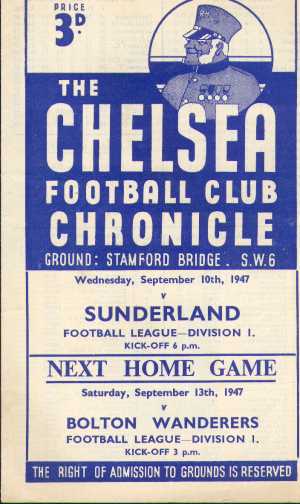 PRICE
3D.
THE
CHELSEA
FOOTBALL CLUB
CHRONICLE
GROUND: STAMFORD BRIDGE. S.W.6
Wednesday, September 10th, 1947
v
SUNDERLAND
FOOTBALL LEAGUE—DIVISION I.
KICK-OFF 6 p.m.
NEXT HOME GAME
Saturday, September 13th, 1947
v
BOLTON WANDERERS
FOOTBALL LEAGUE—DIVISION I.
KICK-OFF 3 p.m.
THE RIGHT OF ADMISSION TO GROUNDS IS RESERVED